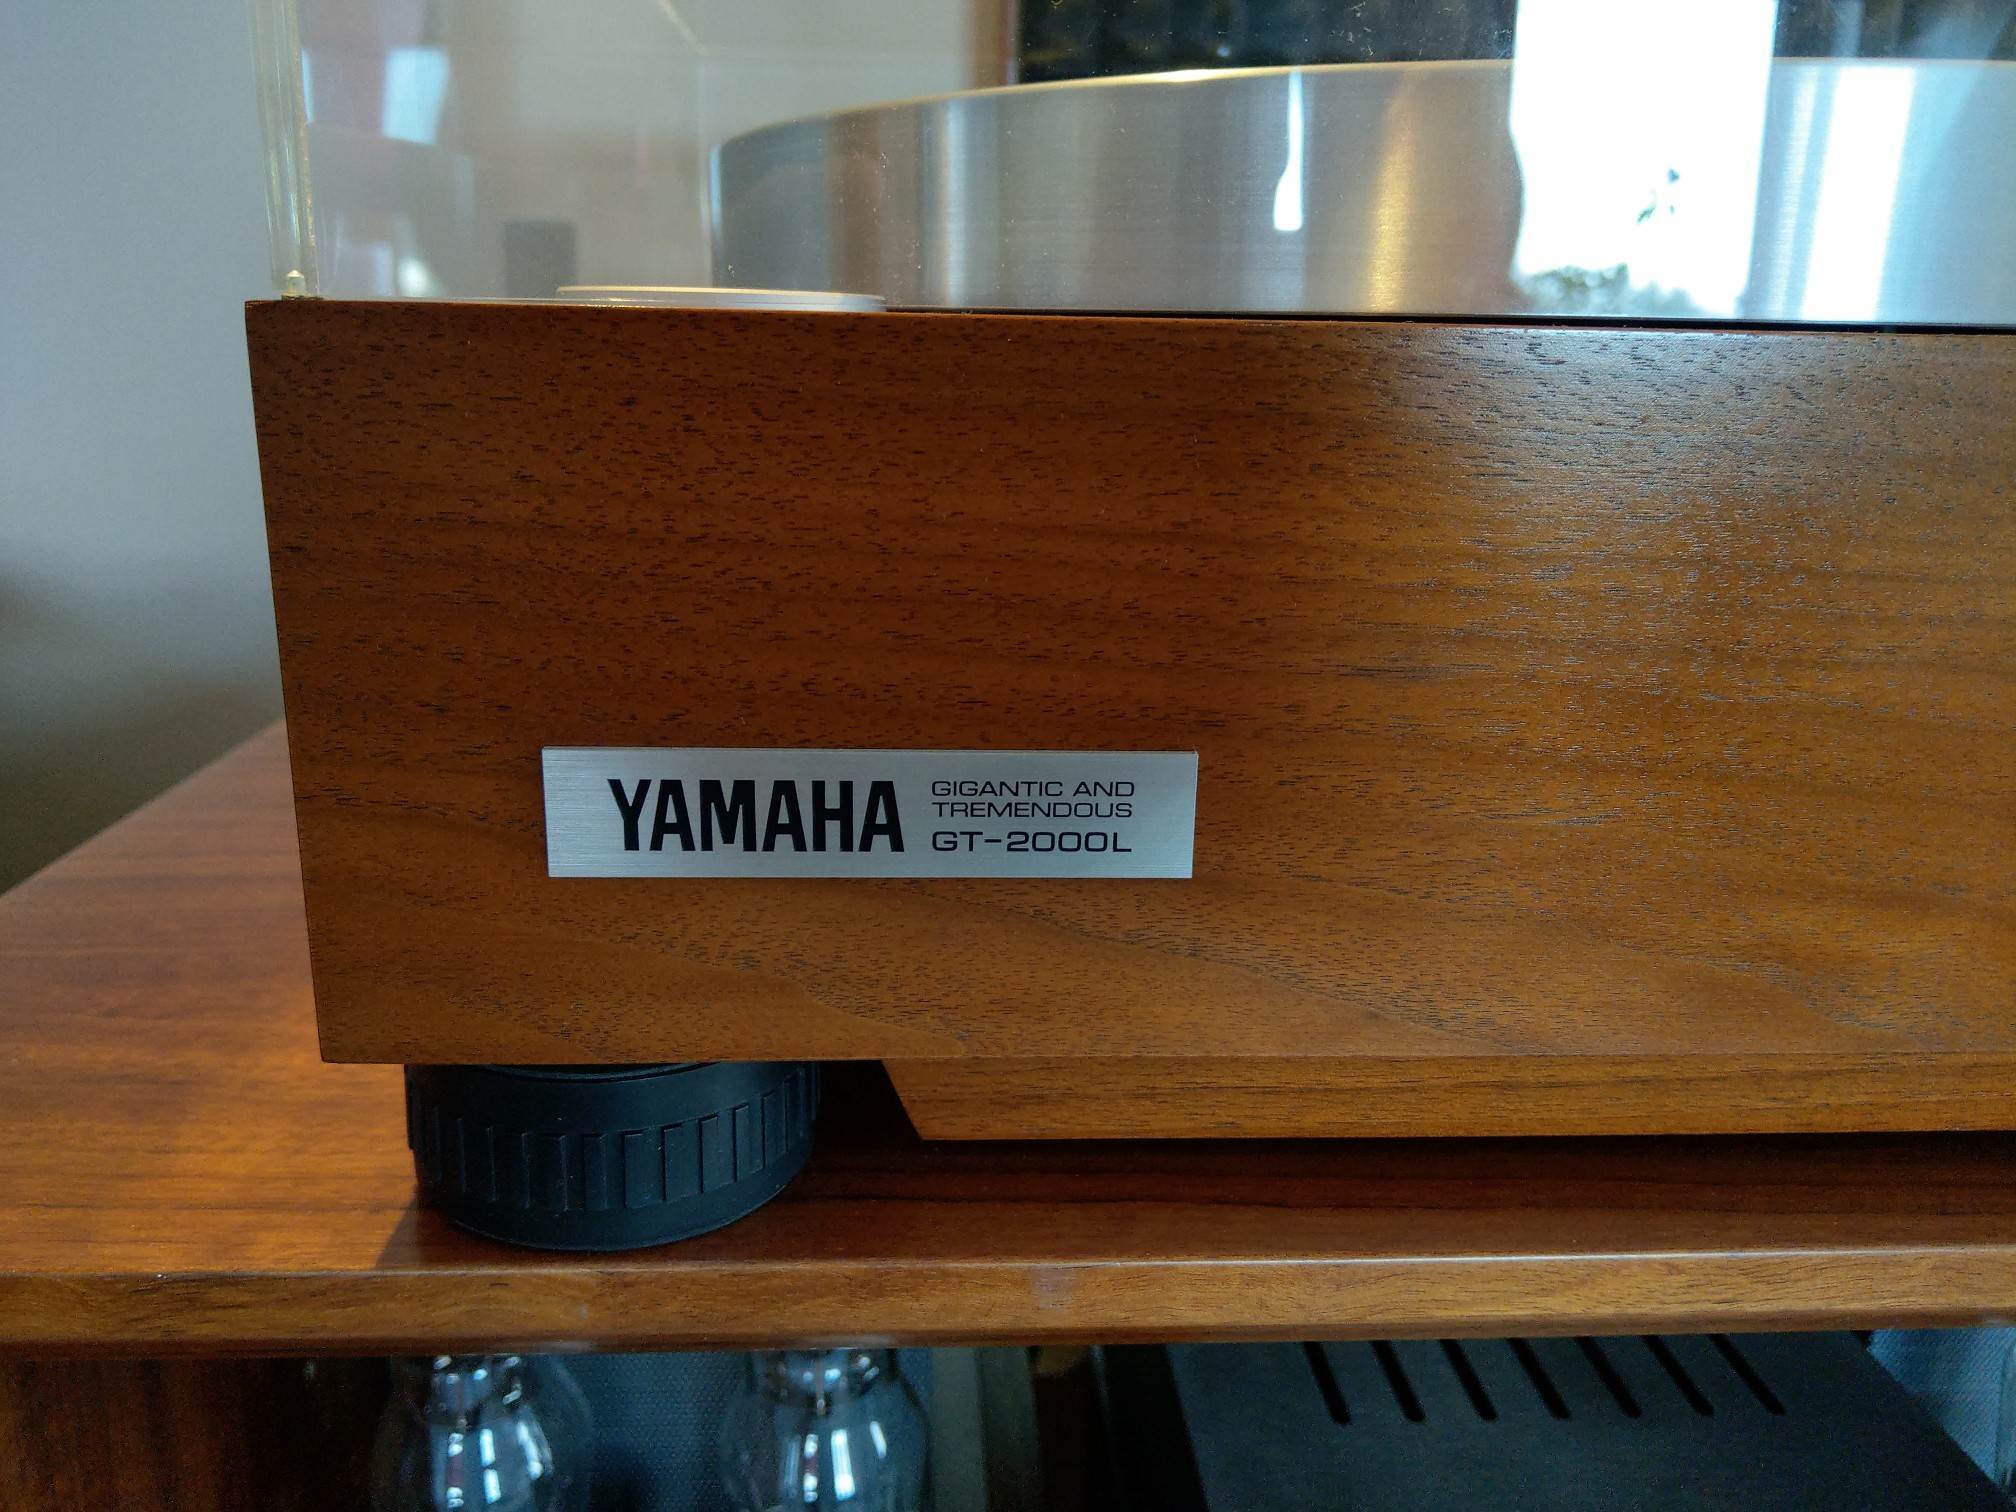 YAMAHA
GIGANTIC AND
TREMENDOUS
GT-2000L